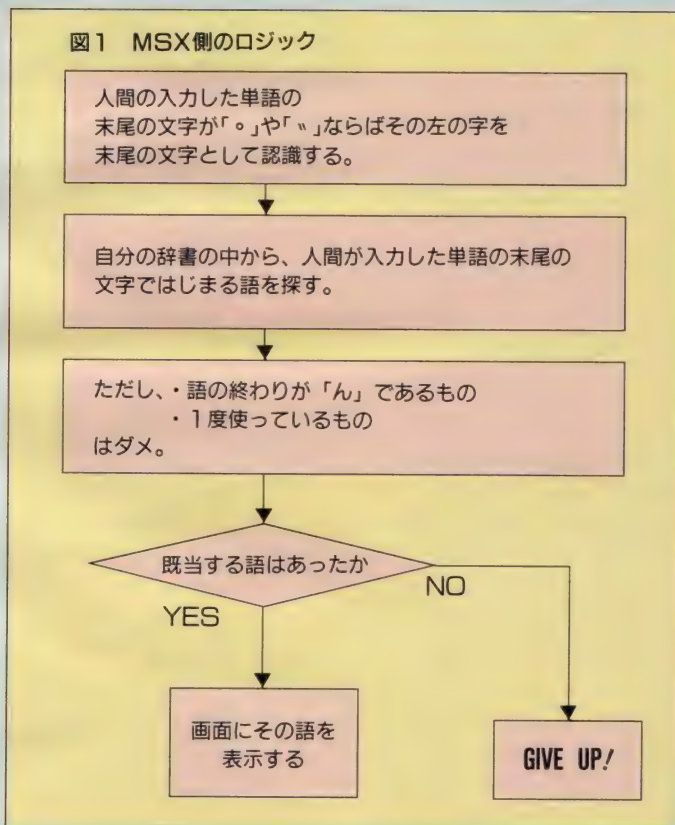 図1 MSX側のロジック
人間の入力した単語の
末尾の文字が「。」や「〃」ならばその左の字を
末尾の文字として認識する。
自分の辞書の中から、人間が入力した単語の末尾の
文字ではじまる語を探す。
ただし、・語の終わりが「ん」であるもの
・1度使っているもの
はダメ。
既当する語はあったか
NO
YES
画面にその語を
表示する
GIVE UP!